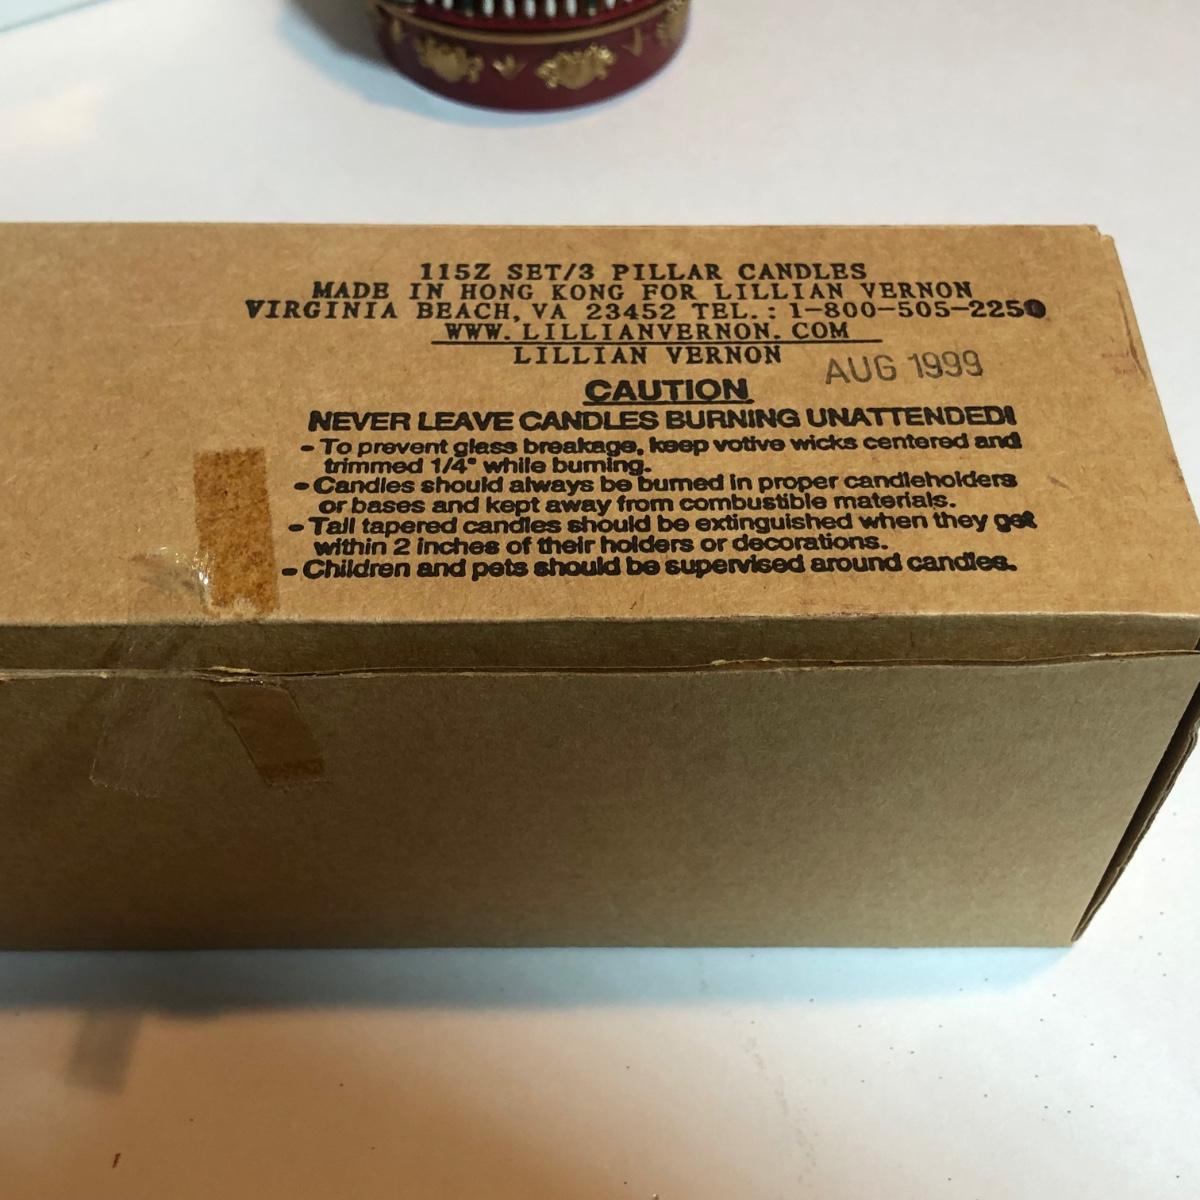 115Z SET/3 PILLAR CANDLES
MADE IN HONG KONG FOR LILLIAN VERNON
VIRGINIA BEACH, VA 23452 TEL.: 1-800-505-2250
WWW.LILLIANVERNON.COM
LILLIAN VERNON
AUG 1999
CAUTION
NEVER LEAVE CANDLES BURNING UNATTENDED!
- To prevent glass breakage, keep votive wicks centered and
trimmed 1/4" while burning.
- Candles should always be burned in proper candleholders
or bases and kept away from combustible materials.
- Tall tapered candles should be extinguished when they get
within 2 inches of their holders or decorations.
- Children and pets should be supervised around candles.